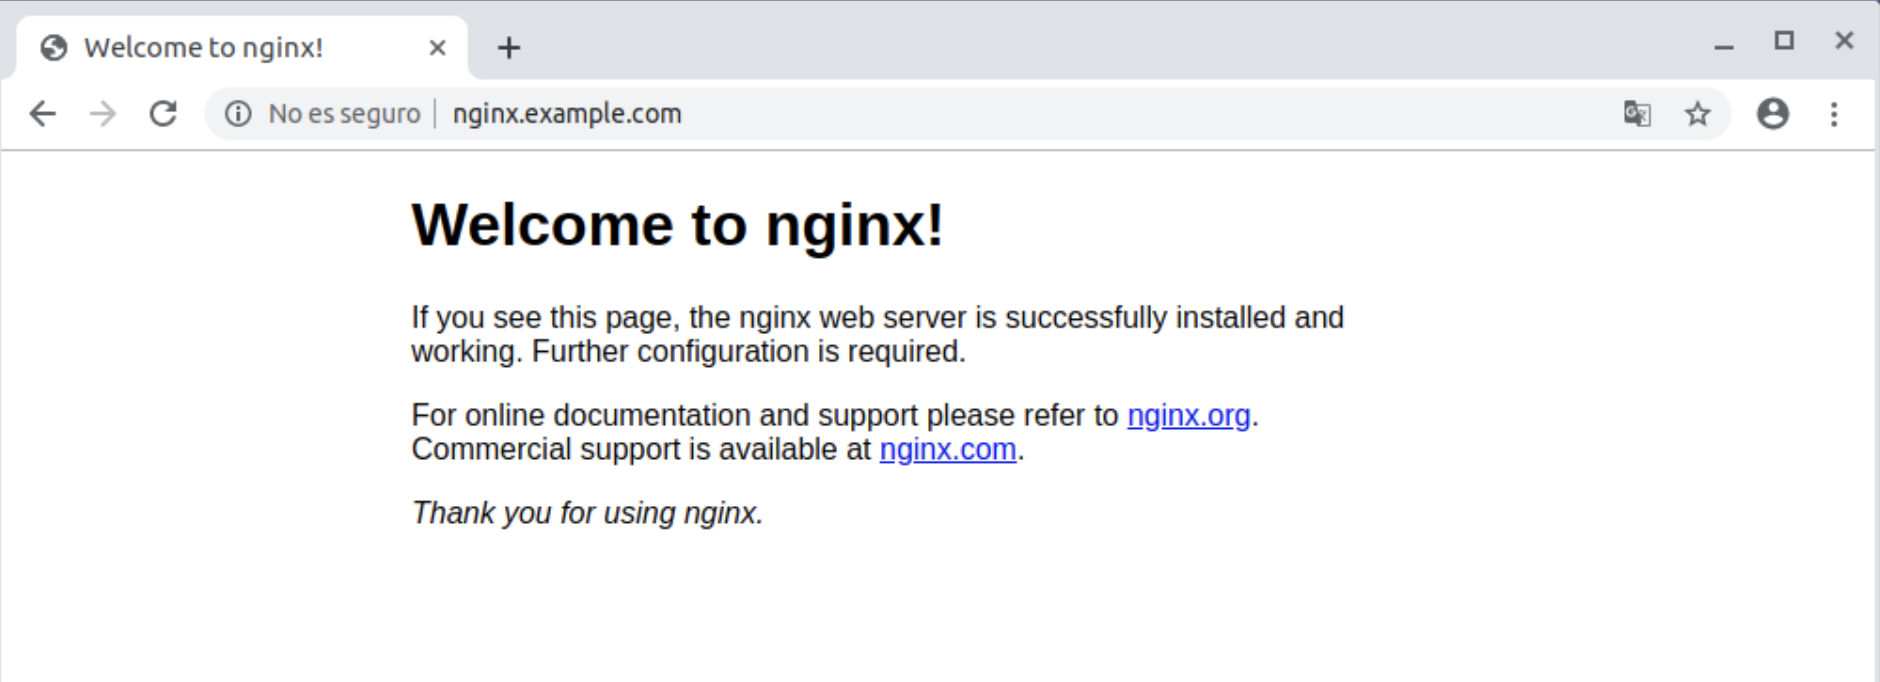 Welcome to nginx!
No es seguro | nginx.example.com
Welcome to nginx!
If you see this page, the nginx web server is successfully installed and
working. Further configuration is required.
For online documentation and support please refer to nginx.org.
Commercial support is available at nginx.com.
Thank you for using nginx.